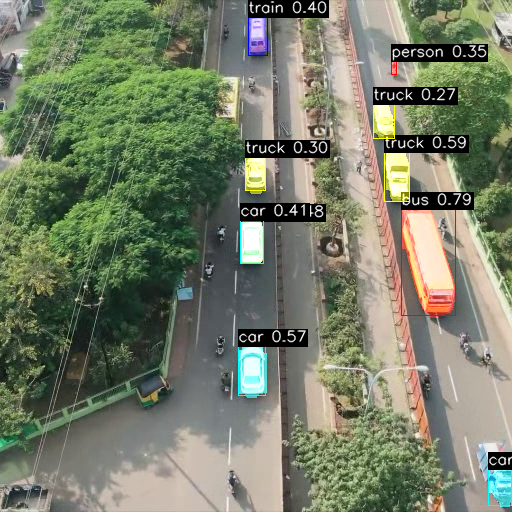 train 0.40
person 0.35
truck 0.27
truck 0.59
truck 0.30
bus 0.79
car 0.41
car 0.57
car